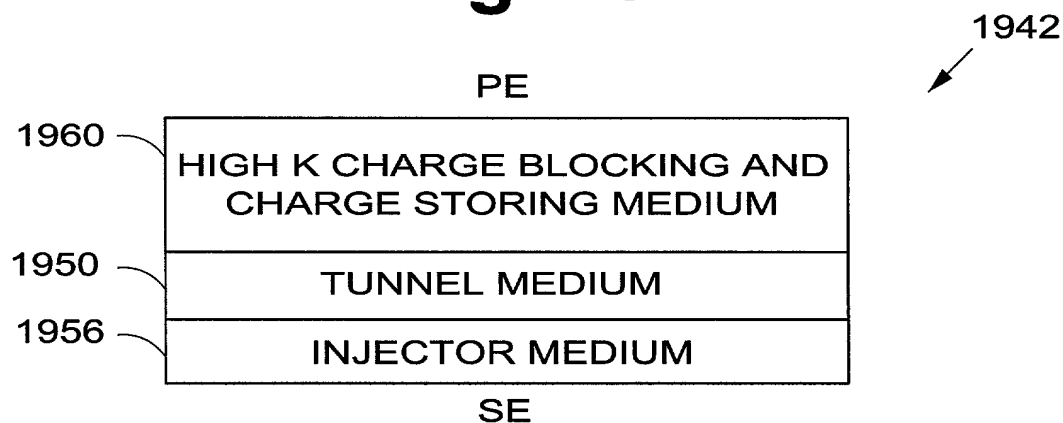 1942
PE
1960
HIGH K CHARGE BLOCKING AND
CHARGE STORING MEDIUM
1950
TUNNEL MEDIUM
1956
INJECTOR MEDIUM
SE